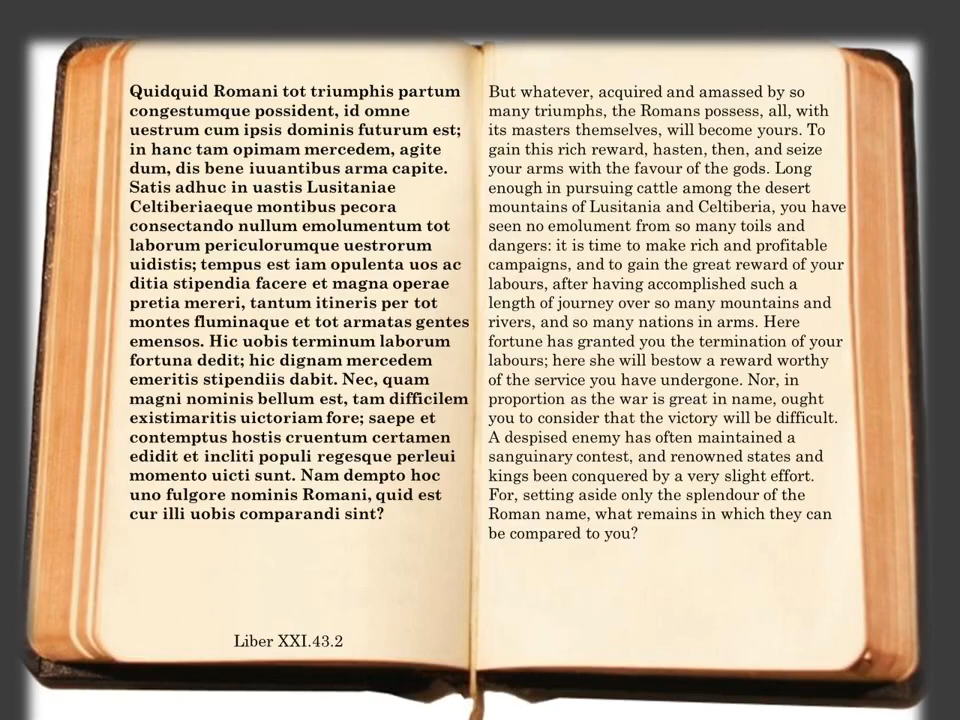 Quidquid Romani tot triumphis partum
congestumque possident, id omne
uestrum cum ipsis dominis futurum est;
in hanc tam opimam mercedem, agite
dum, dis bene iuuantibus arma capite.
Satis adhuc in uastis Lusitaniae
Celtiberiaeque montibus pecora
consectando nullum emolumentum tot
laborum periculorumque uestrorum
uidistis; tempus est iam opulenta uos ac
ditia stipendia facere et magna operae
pretia mereri, tantum itineris per tot
montes fluminaque et tot armatas gentes
emensos. Hic uobis terminum laborum
fortuna dedit; hic dignam mercedem
emeritis stipendiis dabit. Nec, quam
magni nominis bellum est, tam difficilem
existimaritis uictoriam fore; saepe et
contemptus hostis cruentum certamen
edidit et incliti populi regesque perleui
momento uicti sunt. Nam dempto hoc
uno fulgore nominis Romani, quid est
cur illi uobis comparandi sint?
Liber XXI.43.2
But whatever, acquired and amassed by so
many triumphs, the Romans possess, all, with
its masters themselves, will become yours. To
gain this rich reward, hasten, then, and seize
your arms with the favour of the gods. Long
enough in pursuing cattle among the desert
mountains of Lusitania and Celtiberia, you have
seen no emolument from so many toils and
dangers: it is time to make rich and profitable
campaigns, and to gain the great reward of your
labours, after having accomplished such a
length of journey over so many mountains and
rivers, and so many nations in arms. Here
fortune has granted you the termination of your
labours; here she will bestow a reward worthy
of the service you have undergone. Nor, in
proportion as the war is great in name, ought
you to consider that the victory will be difficult.
A despised enemy has often maintained a
sanguinary contest, and renowned states and
kings been conquered by a very slight effort.
For, setting aside only the splendour of the
Roman name, what remains in which they can
be compared to you?